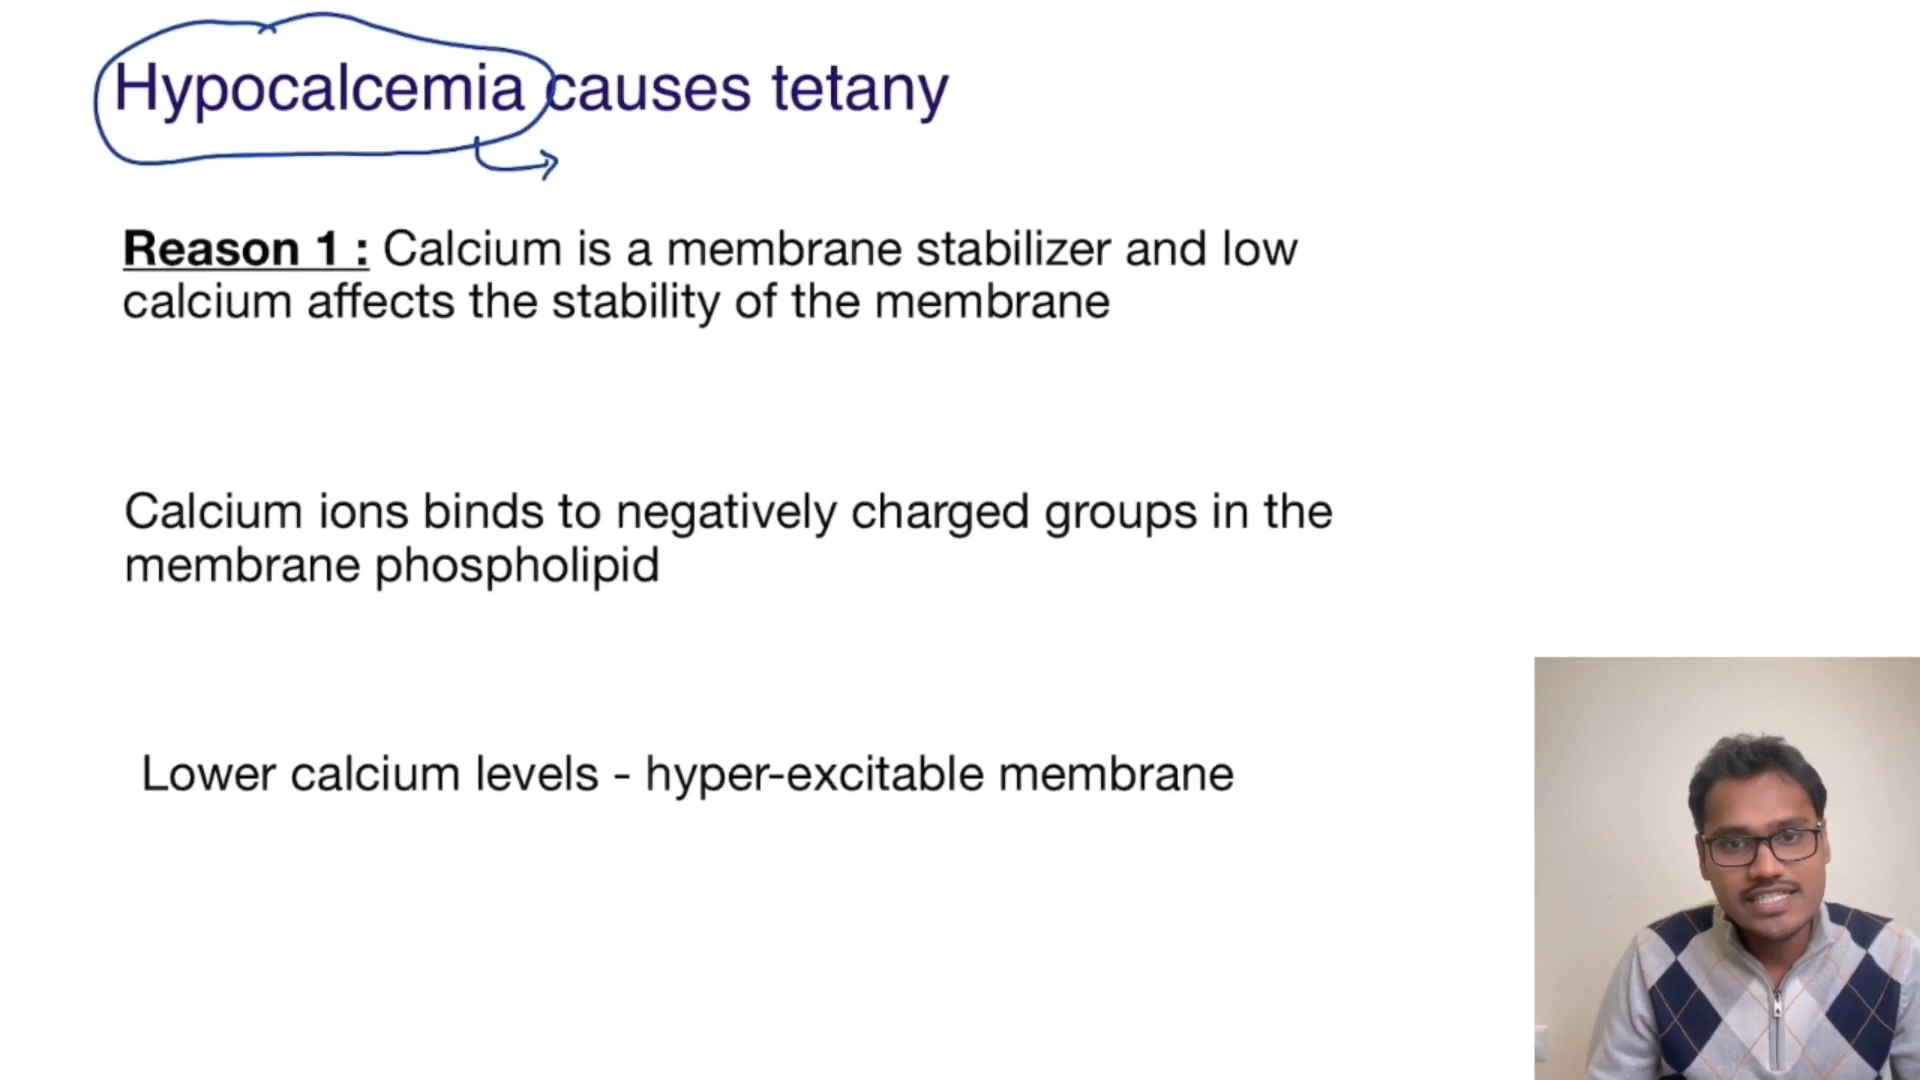 Hypocalcemia causes tetany
Reason 1 : Calcium is a membrane stabilizer and low
calcium affects the stability of the membrane
Calcium ions binds to negatively charged groups in the
membrane phospholipid
Lower calcium levels - hyper-excitable membrane